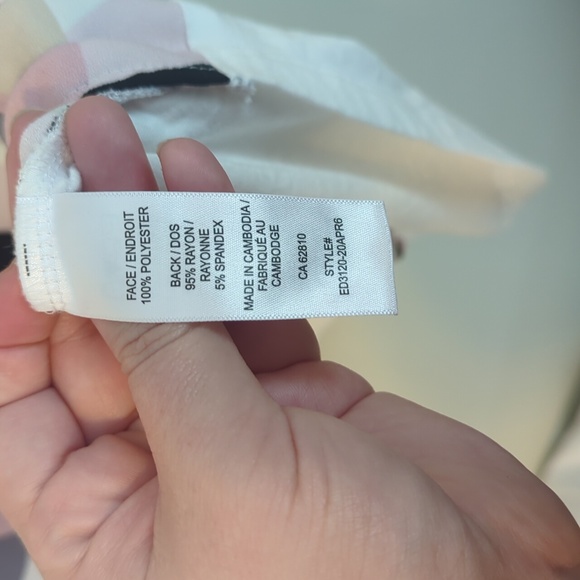 FACE / ENDROIT
100% POLYESTER
BACK / DOS
95% RAYON /
RAYONNE
5% SPANDEX
MADE IN CAMBODIA /
FABRIQUÉ AU
CAMBODGE
CA 62810
STYLE#
ED3120-20APR6